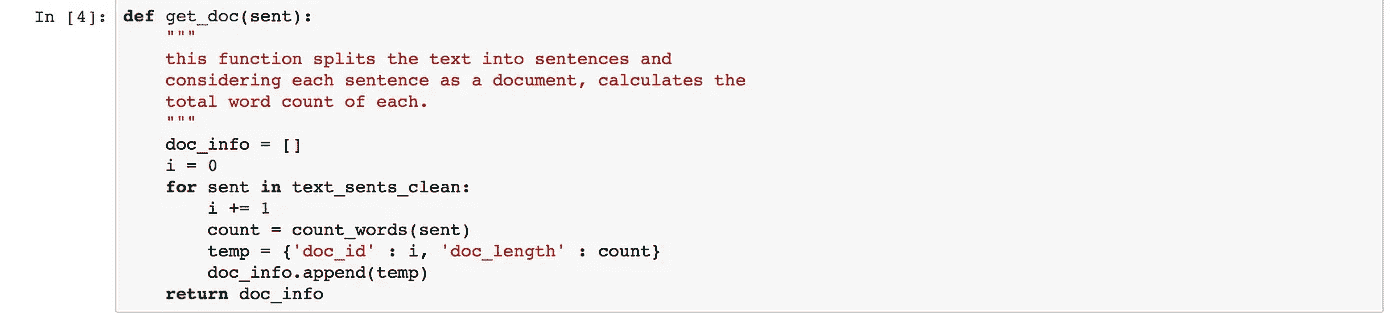 In [4]: def get_doc(sent):
    """
    this function splits the text into sentences and
    considering each sentence as a document, calculates the
    total word count of each.
    """
    doc_info = []
    i = 0
    for sent in text_sents_clean:
        i += 1
        count = count_words(sent)
        temp = {'doc_id' : i, 'doc_length' : count}
        doc_info.append(temp)
    return doc_info